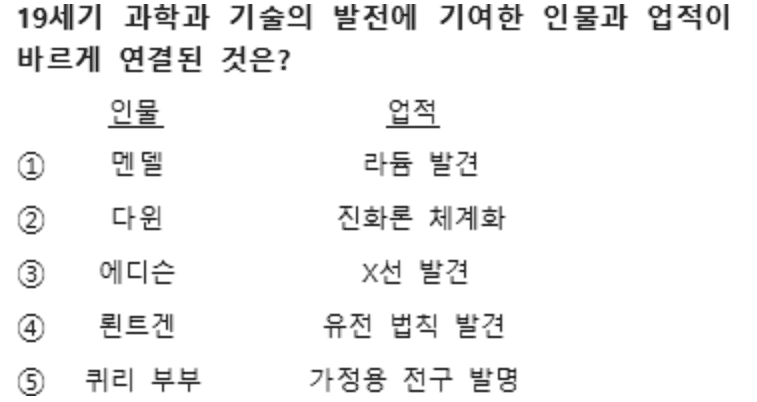 19세기 과학과 기술의 발전에 기여한 인물과 업적이
바르게 연결된 것은?
인물 업적
① 멘델 라듐 발견
② 다윈 진화론 체계화
③ 에디슨 X선 발견
④ 뢴트겐 유전 법칙 발견
⑤ 퀴리 부부 가정용 전구 발명